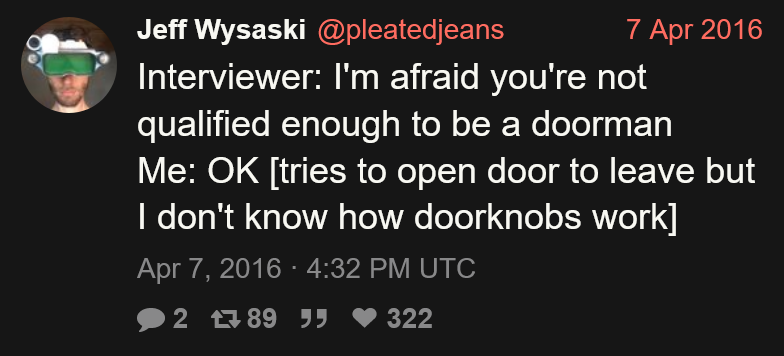 Jeff Wysaski @pleatedjeans 7 Apr 2016
Interviewer: I'm afraid you're not
qualified enough to be a doorman
Me: OK [tries to open door to leave but
I don't know how doorknobs work]
Apr 7, 2016 · 4:32 PM UTC
2 89 322